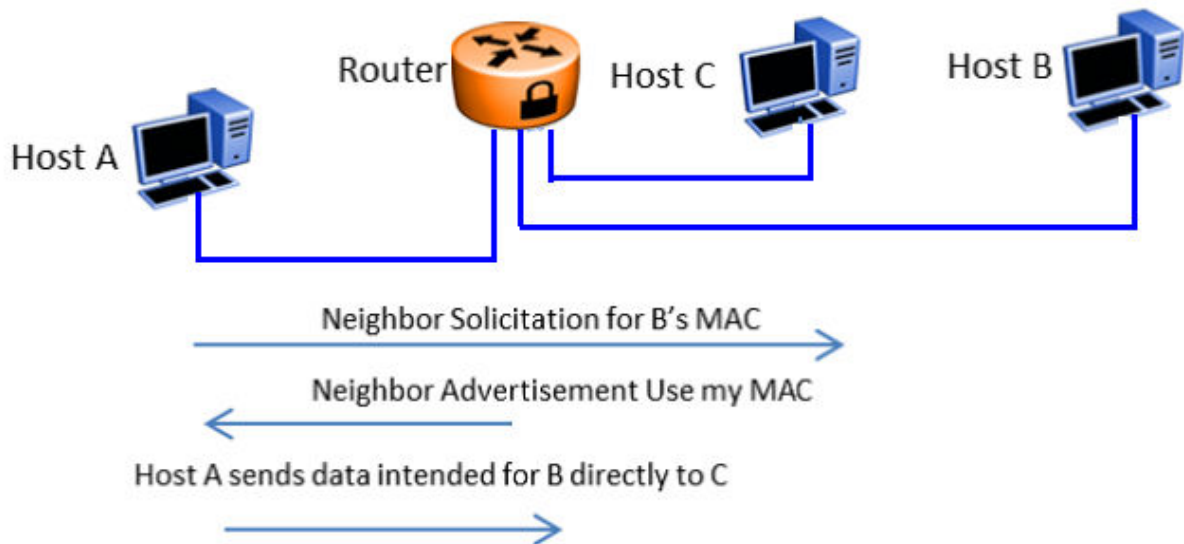 Router
Host C
Host B
Host A
Neighbor Solicitation for B’s MAC
Neighbor Advertisement Use my MAC
Host A sends data intended for B directly to C